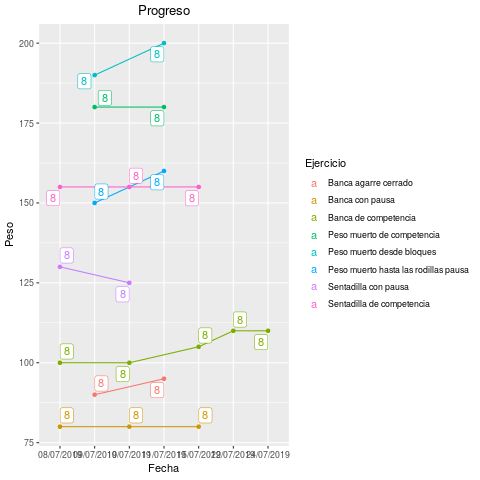 Progreso
200
8
8
8
8
175
8
8
8
8
8
150
8
125
8
8
8
8
8
100
8
8
8
8 8 8
75
08/07/2019
Fecha
Peso
Ejercicio
a Banca agarre cerrado
a Banca con pausa
a Banca de competencia
a Peso muerto de competencia
a Peso muerto desde bloques
a Peso muerto hasta las rodillas pausa
a Sentadilla con pausa
a Sentadilla de competencia